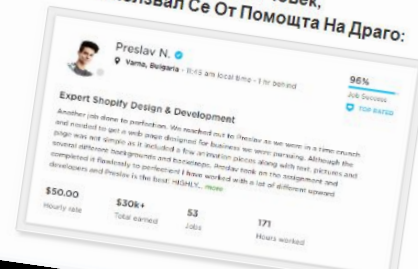 Се От Помощта На Драго:
Preslav N.
Varna, Bulgaria - 11:43 am local time - 1 hr behind
96%
Job Success
TOP RATED
Expert Shopify Design & Development
Another job done to perfection. We reached out to Preslav as we were in a time crunch
and needed to get a web page designed for business we were pursuing. Although the
page was not simple as it included a few animation pieces along with text, pictures and
several different backgrounds and backdrops, Preslav took on the assignment and
completed it flawlessly to perfection! I have worked with a lot of different upward
developers and Preslav is the best! HIGHLY... more
$50.00
Hourly rate
$30k+
Total earned
53
Jobs
171
Hours worked